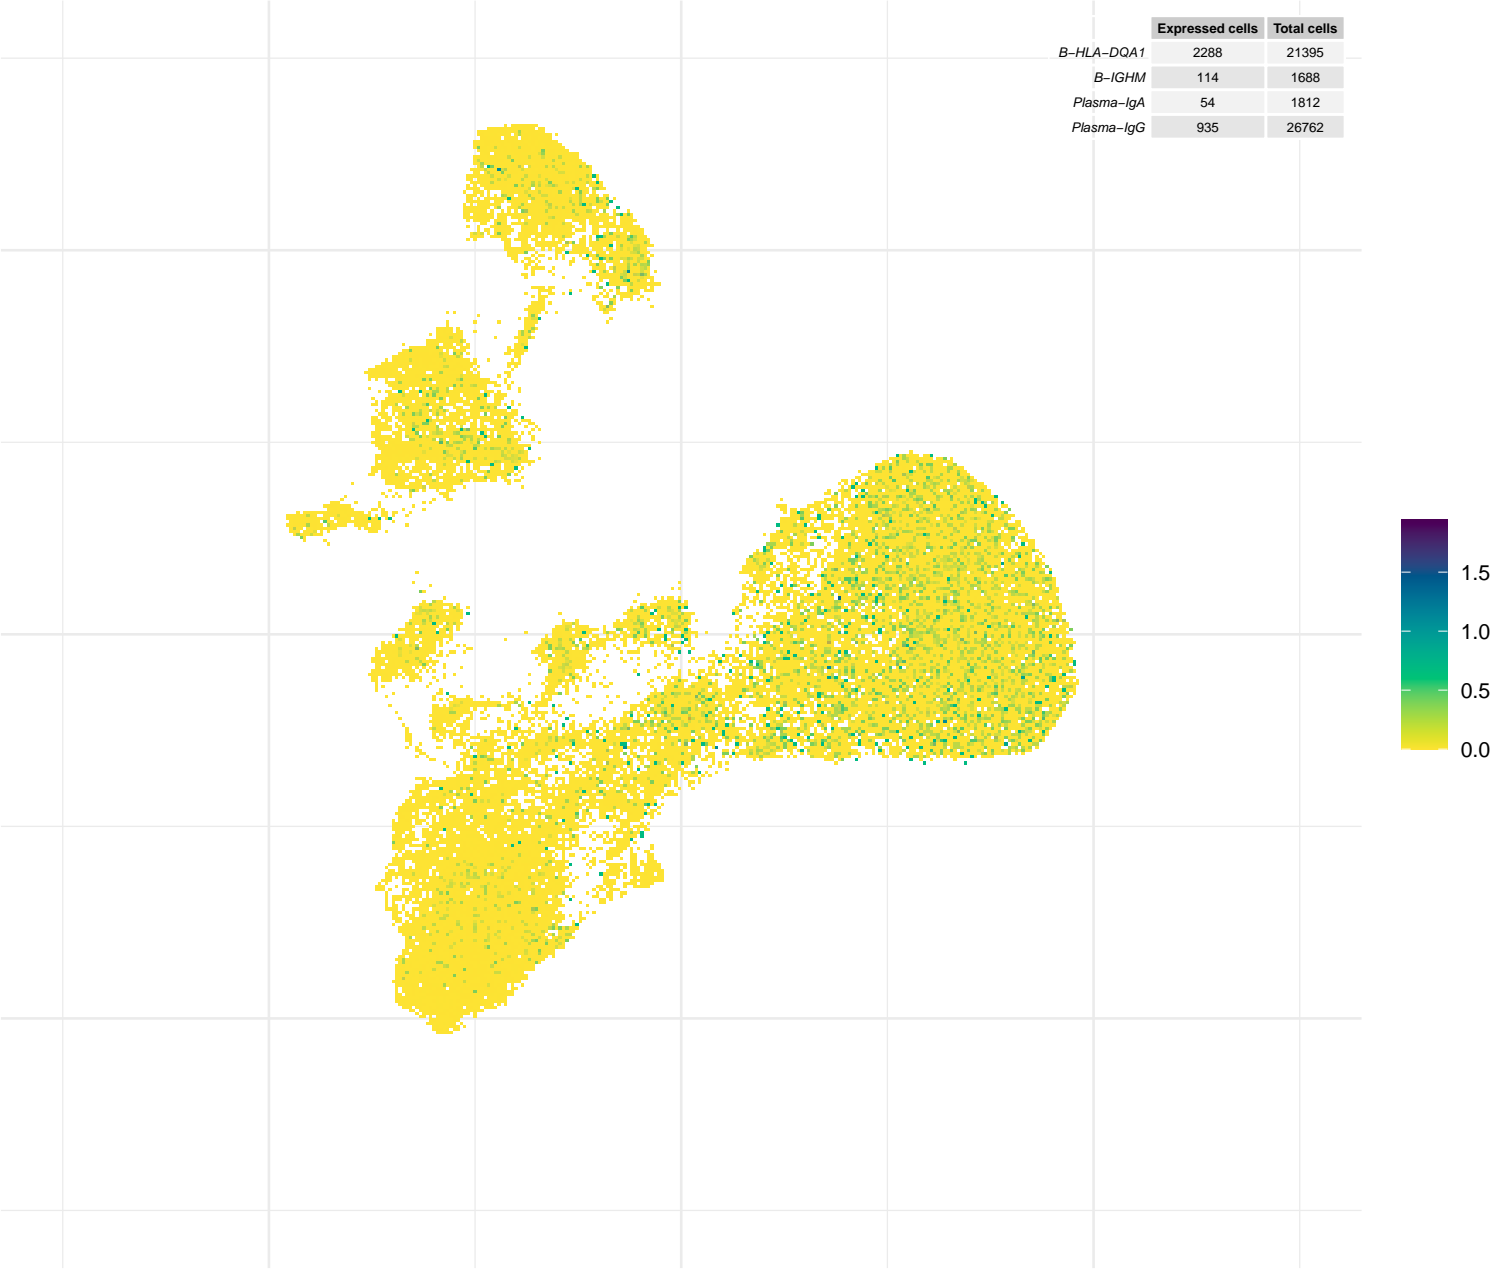 Expressed cells Total cells
B−HLA−DQA1 2288 21395
B−IGHM 114 1688
Plasma−IgA 54 1812
Plasma−IgG 935 26762
1.5
1.0
0.5
0.0